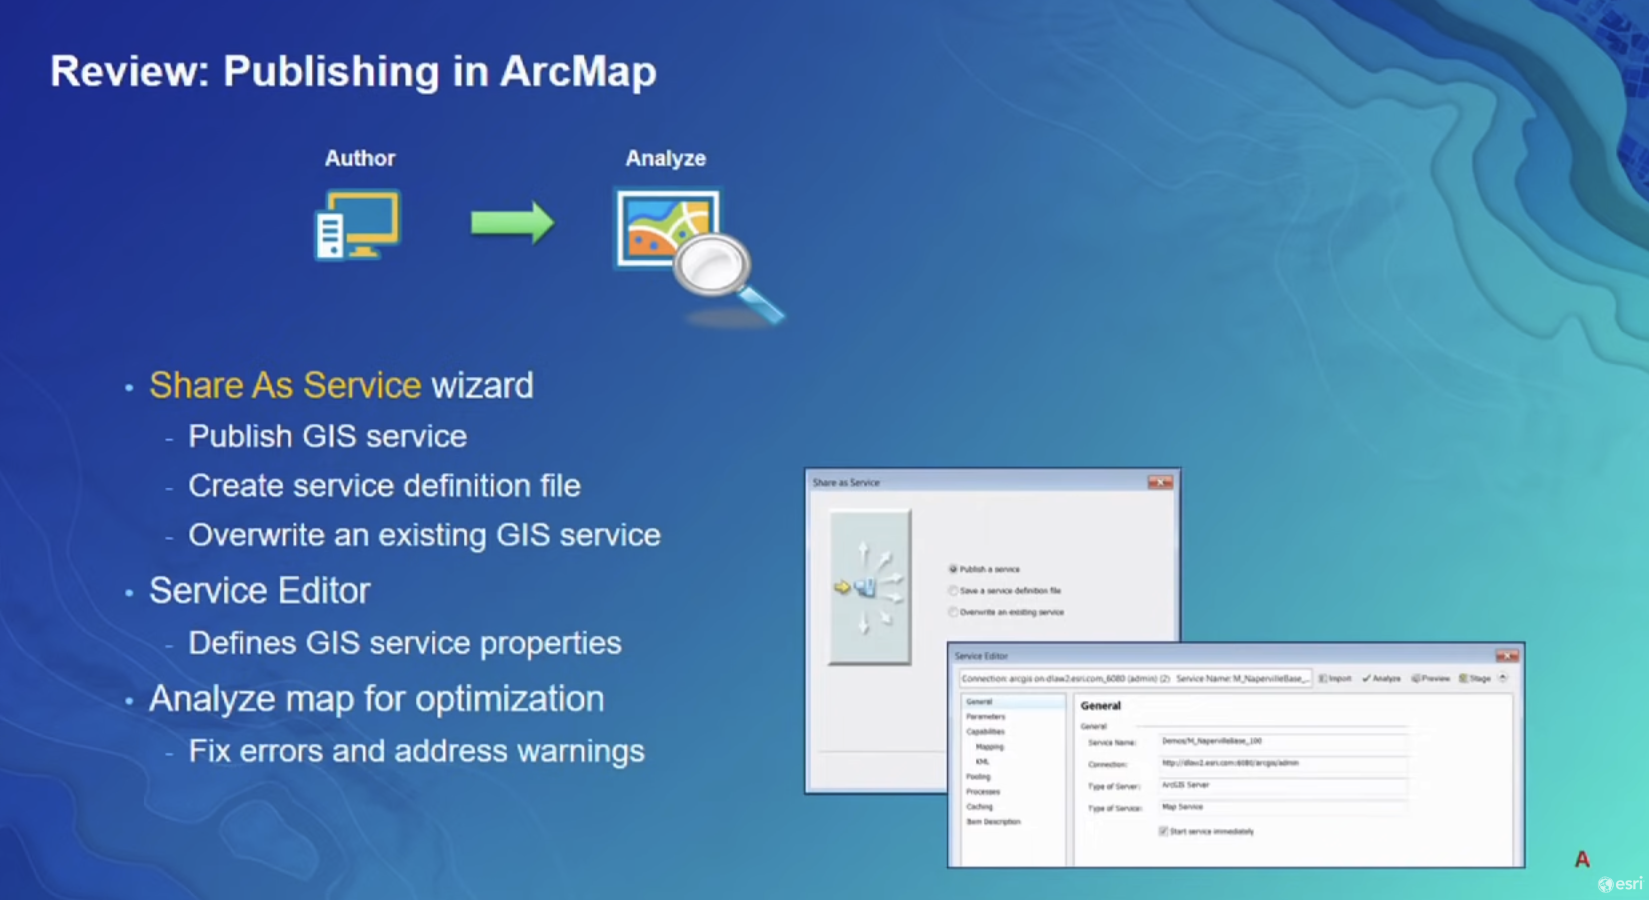 Review: Publishing in ArcMap
Author
Analyze
• Share As Service wizard
- Publish GIS service
- Create service definition file
- Overwrite an existing GIS service
• Service Editor
- Defines GIS service properties
• Analyze map for optimization
- Fix errors and address warnings
Share as Service
Publish a service
Save a service definition file
Overwrite an existing service
Service Editor
Connection: arcgis on dlaw2.esri.com_6080 (admin) (2) Service Name: M_NapervilleBase_... Import Analyze Preview Stage
General
Parameters
Capabilities
Mapping
KML
Pooling
Processes
Caching
Item Description
General
General
Service Name: Demos/M_NapervilleBase_100
Connection: http://dlaw2.esri.com:6080/arcgis/admin
Type of Server: ArcGIS Server
Type of Service: Map Service
Start service immediately
A
esri